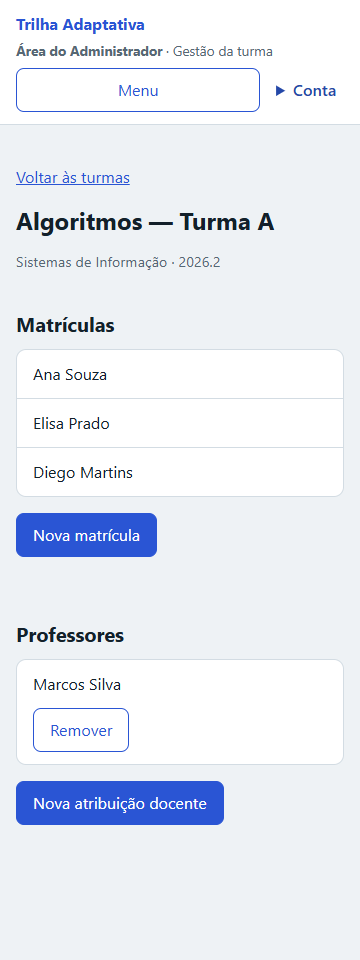 Trilha Adaptativa
Área do Administrador · Gestão da turma
Menu
▶ Conta
Voltar às turmas
Algoritmos — Turma A
Sistemas de Informação · 2026.2
Matrículas
Ana Souza
Elisa Prado
Diego Martins
Nova matrícula
Professores
Marcos Silva
Remover
Nova atribuição docente